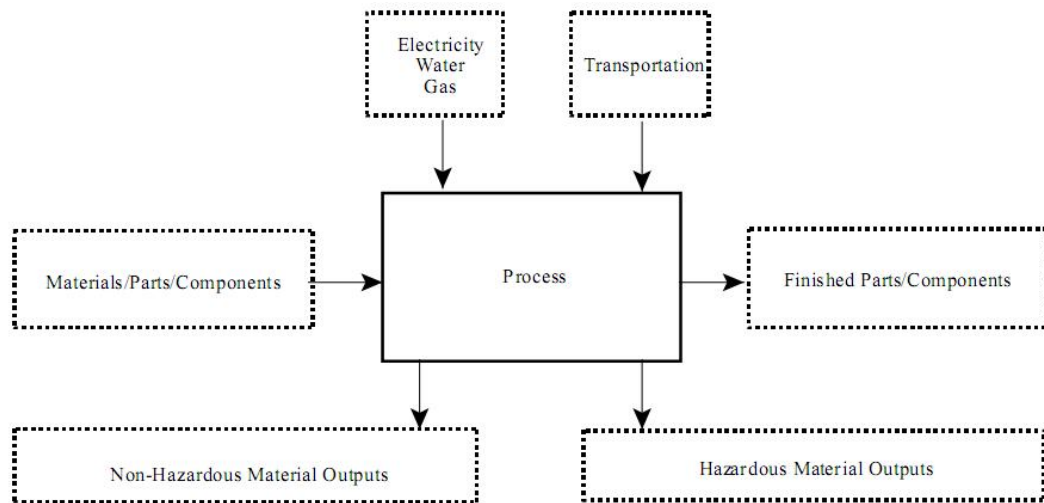 Electricity
Water
Gas
Transportation
Materials/Parts/Components
Process
Finished Parts/Components
Non-Hazardous Material Outputs
Hazardous Material Outputs